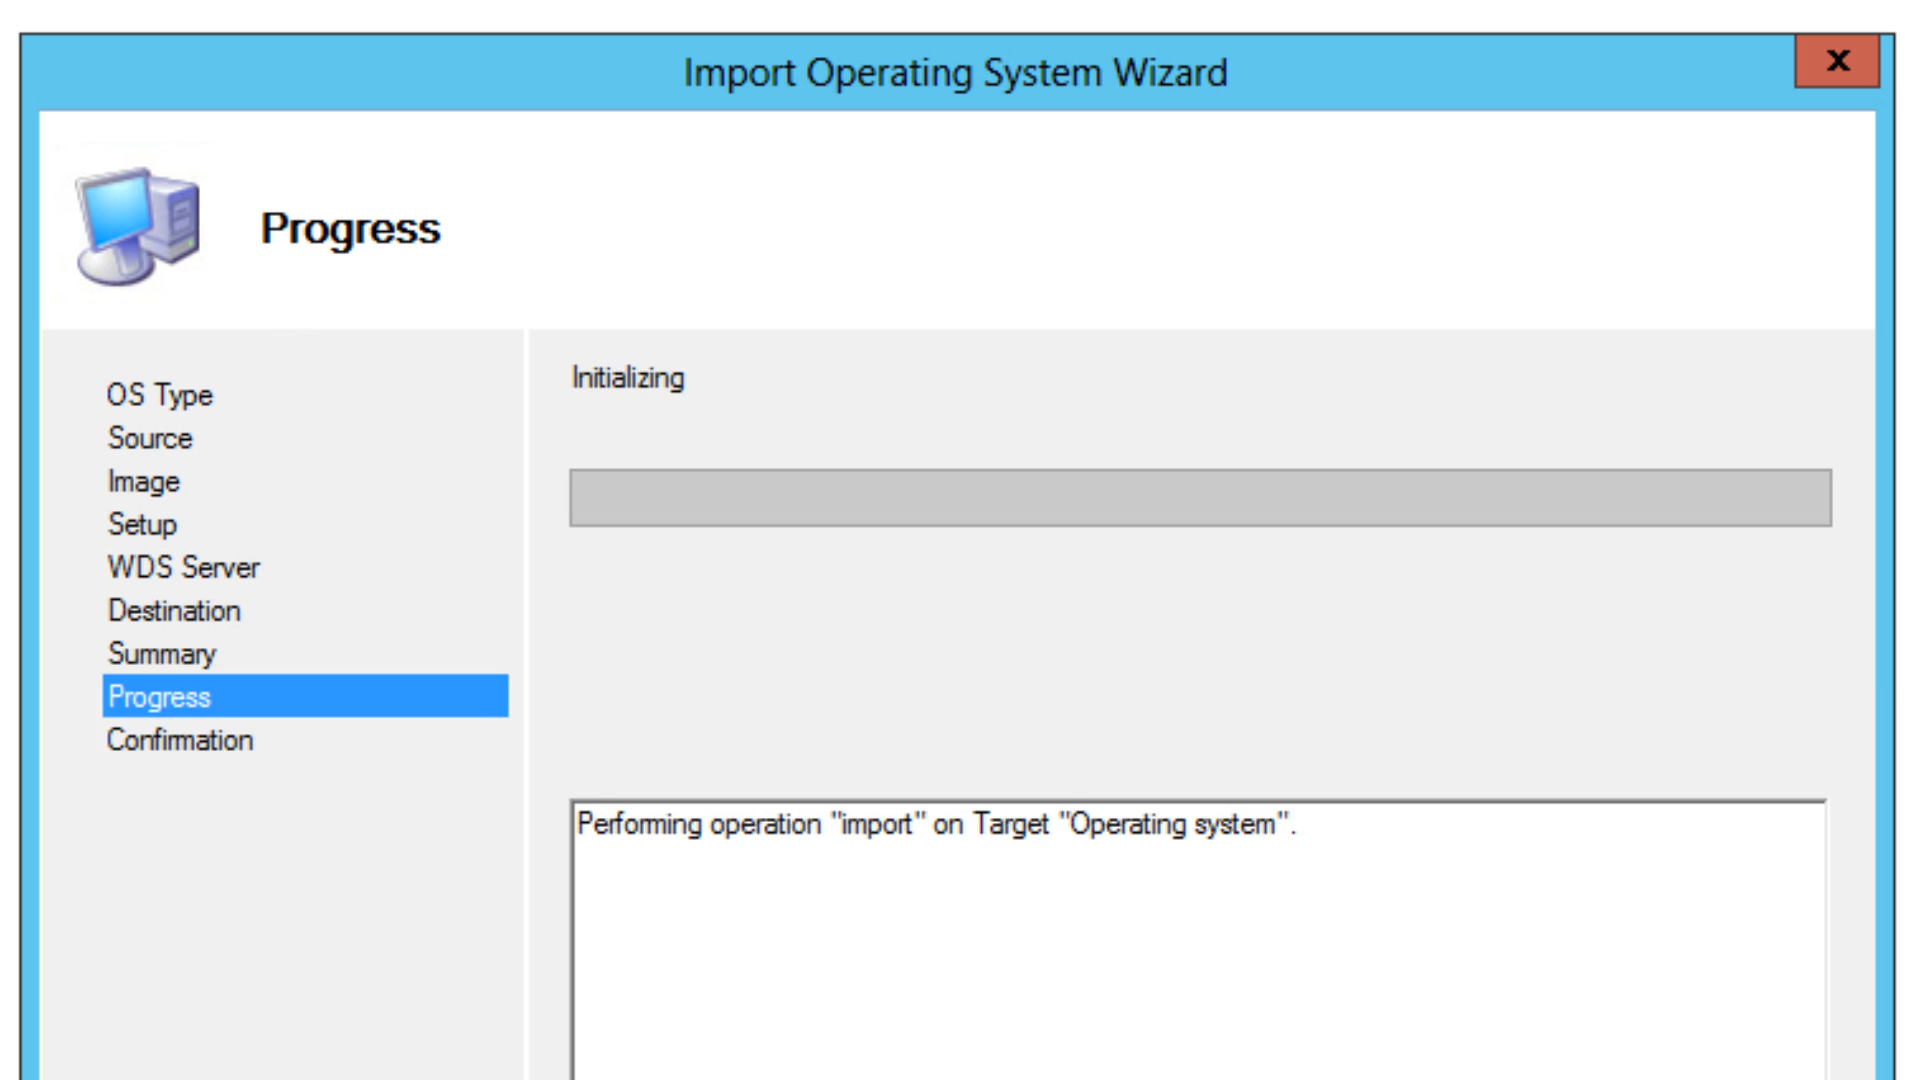 Import Operating System Wizard
x
Progress
OS Type
Source
Image
Setup
WDS Server
Destination
Summary
Progress
Confirmation
Initializing
Performing operation "import" on Target "Operating system".